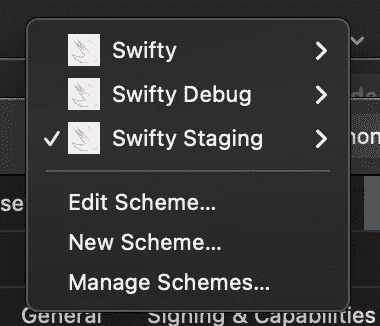 Swifty
Swifty Debug
Swifty Staging
Edit Scheme...
New Scheme...
Manage Schemes...
General Signing & Capabilities